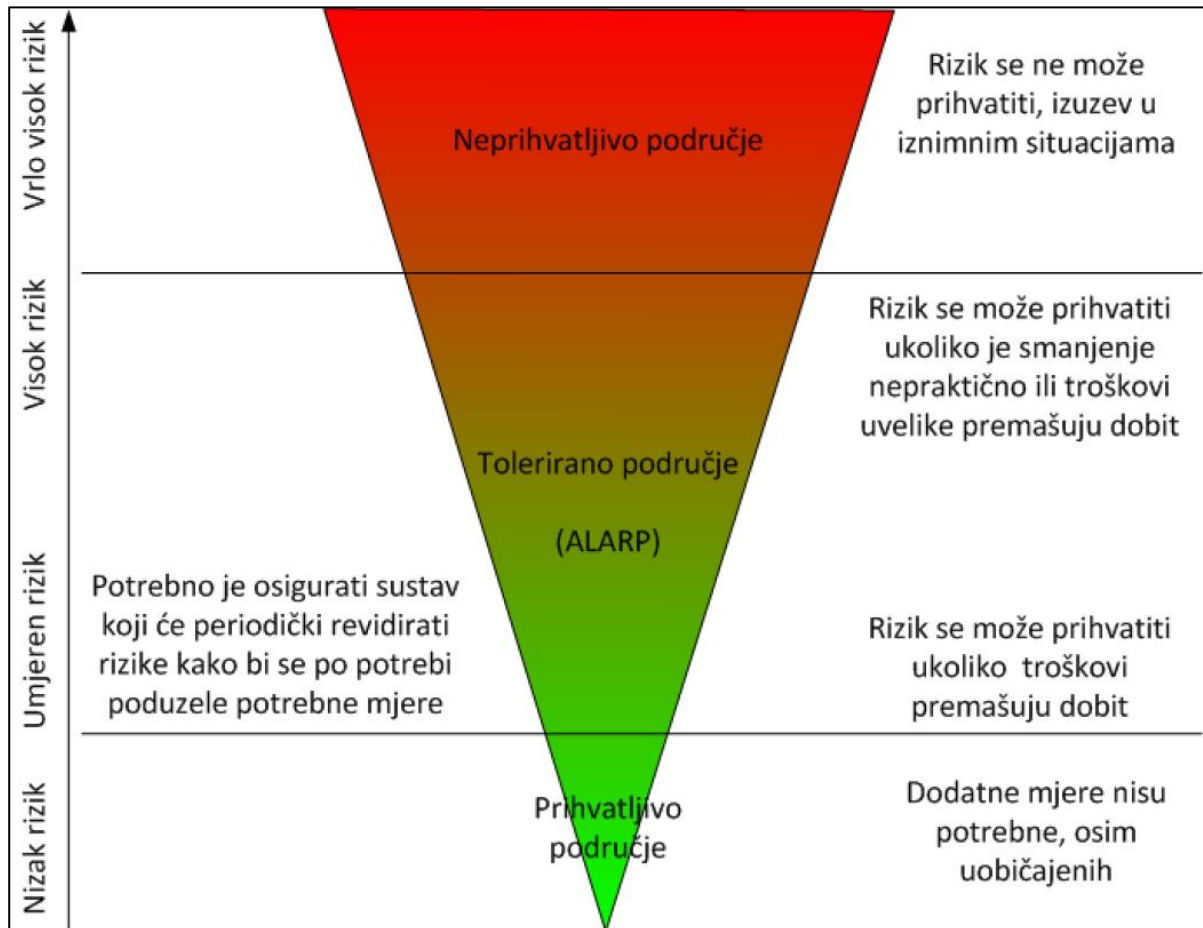 Vrlo visok rizik
Neprihvatljivo područje
Rizik se ne može
prihvatiti, izuzev u
iznimnim situacijama
Visok rizik
Rizik se može prihvatiti
ukoliko je smanjenje
nepraktično ili troškovi
uvelike premašuju dobit
Tolerirano područje
(ALARP)
Umjeren rizik
Potrebno je osigurati sustav
koji će periodički revidirati
rizike kako bi se po potrebi
poduzele potrebne mjere
Rizik se može prihvatiti
ukoliko troškovi
premašuju dobit
Nizak rizik
Prihvatljivo
područje
Dodatne mjere nisu
potrebne, osim
uobičajenih